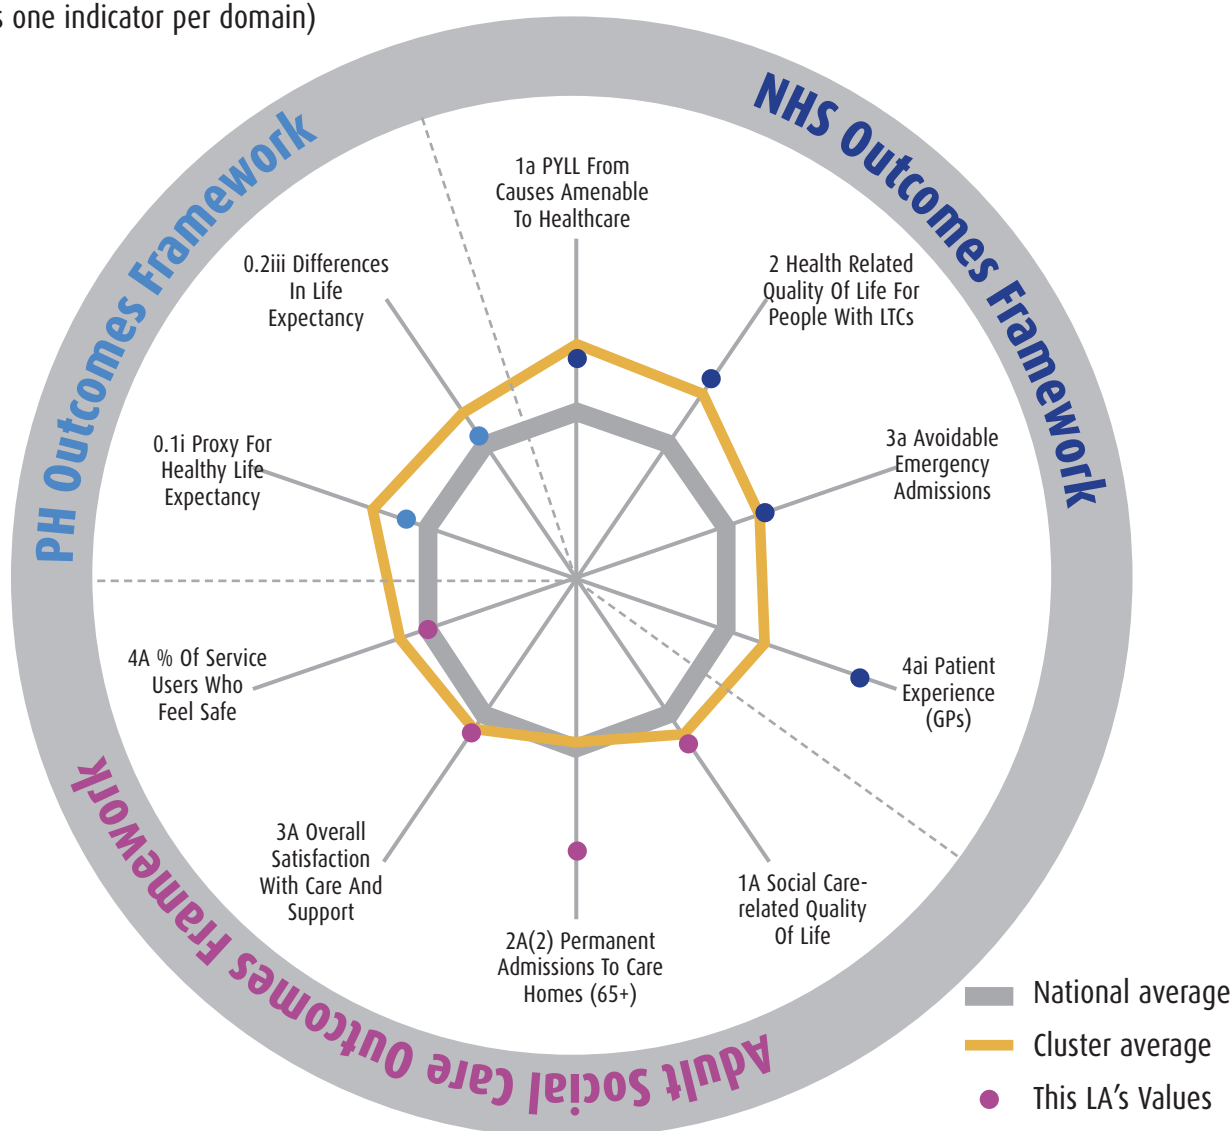 s one indicator per domain)
NHS Outcomes Framework
PH Outcomes Framework
1a PYLL From
Causes Amenable
To Healthcare
0.2iii Differences
In Life
Expectancy
2 Health Related
Quality Of Life For
People With LTCs
0.1i Proxy For
Healthy Life
Expectancy
3a Avoidable
Emergency
Admissions
4A % Of Service
Users Who
Feel Safe
4ai Patient
Experience
(GPs)
3A Overall
Satisfaction
With Care And
Support
1A Social Care-
related Quality
Of Life
2A(2) Permanent
Admissions To Care
Homes (65+)
Adult Social Care Outcomes Framework
National average
Cluster average
This LA’s Values